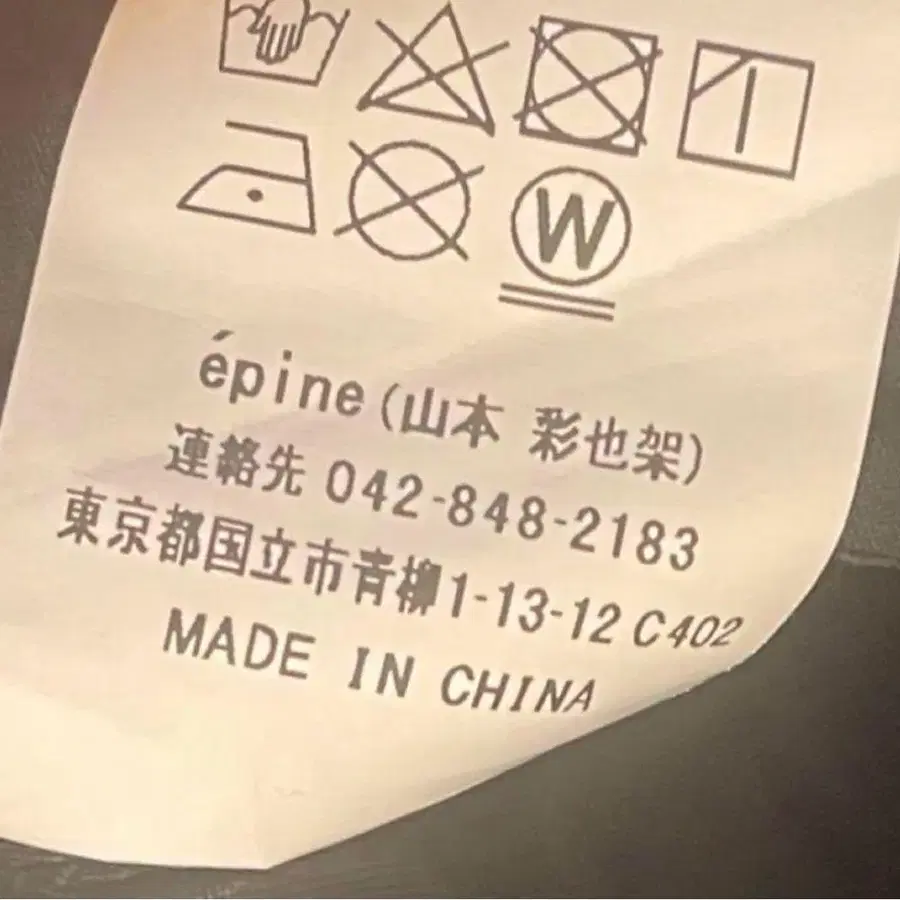 W
épine(山本 彩也架)
連絡先 042-848-2183
東京都国立市青柳1-13-12 C402
MADE IN CHINA